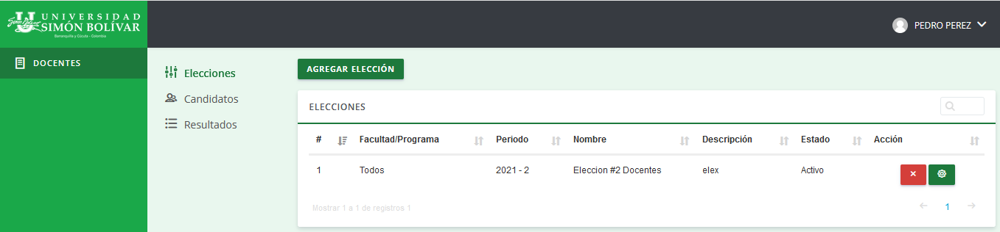 UNIVERSIDAD
SIMÓN BOLÍVAR
Barranquilla y Cúcuta - Colombia
PEDRO PEREZ
DOCENTES
Elecciones
Candidatos
Resultados
AGREGAR ELECCIÓN
ELECCIONES
# Facultad/Programa Periodo Nombre Descripción Estado Acción
1 Todos 2021 - 2 Eleccion #2 Docentes elex Activo
Mostrar 1 a 1 de registros 1
1